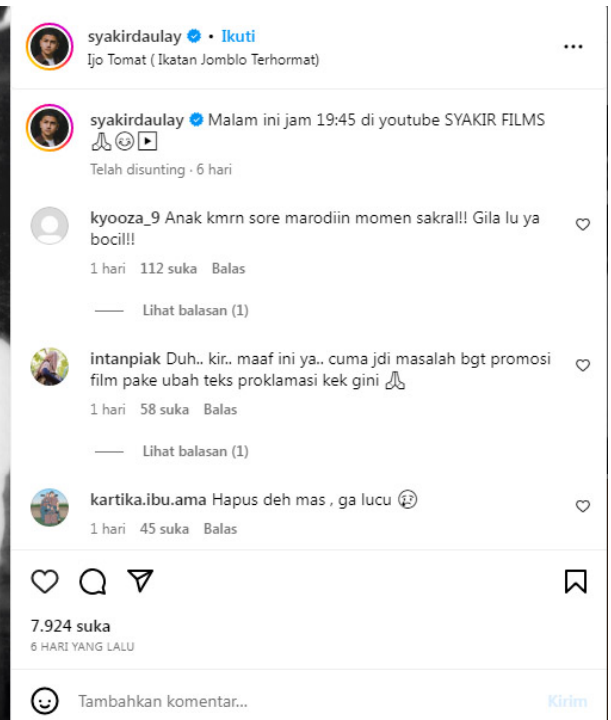 syakirdaulay • Ikuti
Ijo Tomat ( Ikatan Jomblo Terhormat)
syakirdaulay Malam ini jam 19:45 di youtube SYAKIR FILMS
🙏😂▶️
Telah disunting · 6 hari
kyooza_9 Anak kmrn sore marodiin momen sakral!! Gila lu ya
bocil!!
1 hari 112 suka Balas
Lihat balasan (1)
intanpiak Duh.. kir.. maaf ini ya.. cuma jdi masalah bgt promosi
film pake ubah teks proklamasi kek gini 🙏
1 hari 58 suka Balas
Lihat balasan (1)
kartika.ibu.ama Hapus deh mas , ga lucu 😢
1 hari 45 suka Balas
7.924 suka
6 HARI YANG LALU
Tambahkan komentar...
Kirim